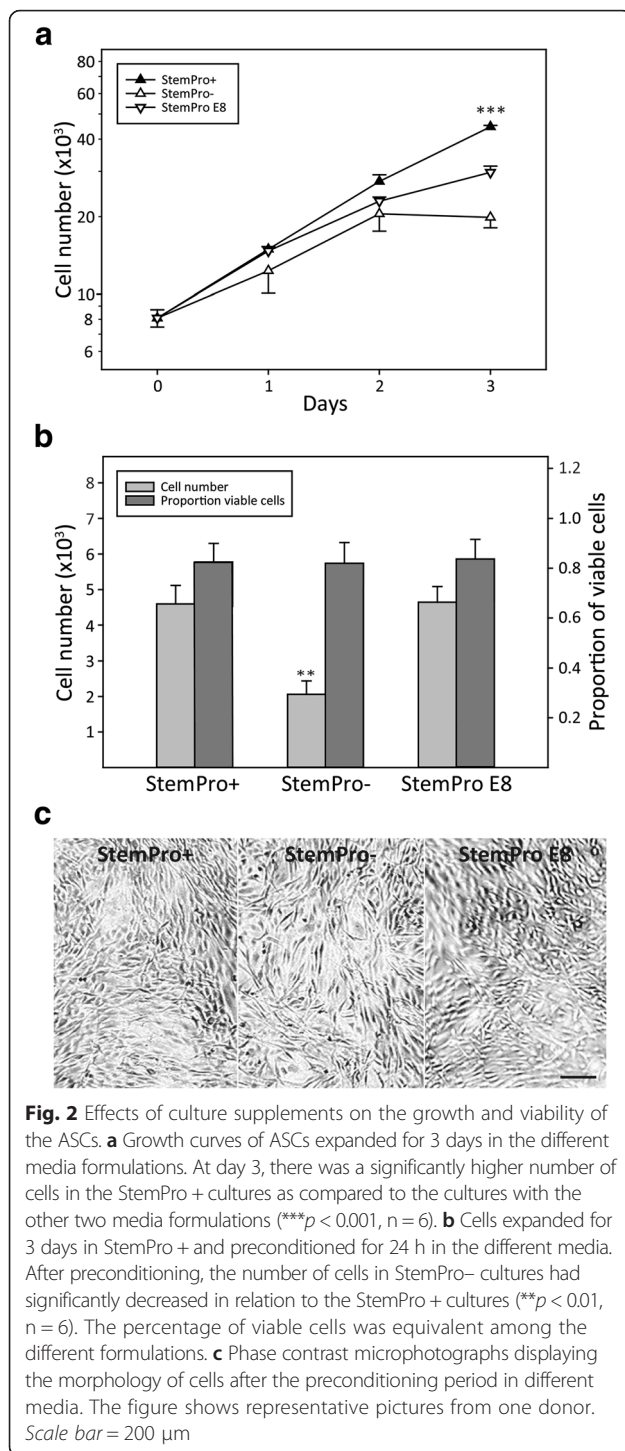 a
80
60
40
20
10
8
6
Cell number (x10³)
StemPro+
StemPro-
StemPro E8
***
0 1 2 3
Days
b
8
7
6
5
4
3
2
1
Cell number (x10³)
Cell number
Proportion viable cells
**
1.2
1.0
0.8
0.6
0.4
0.2
Proportion of viable cells
StemPro+ StemPro- StemPro E8
c
StemPro+ StemPro- StemPro E8
Fig. 2 Effects of culture supplements on the growth and viability of
the ASCs. a Growth curves of ASCs expanded for 3 days in the different
media formulations. At day 3, there was a significantly higher number of
cells in the StemPro + cultures as compared to the cultures with the
other two media formulations (***p < 0.001, n = 6). b Cells expanded for
3 days in StemPro + and preconditioned for 24 h in the different media.
After preconditioning, the number of cells in StemPro– cultures had
significantly decreased in relation to the StemPro + cultures (**p < 0.01,
n = 6). The percentage of viable cells was equivalent among the
different formulations. c Phase contrast microphotographs displaying
the morphology of cells after the preconditioning period in different
media. The figure shows representative pictures from one donor.
Scale bar = 200 μm